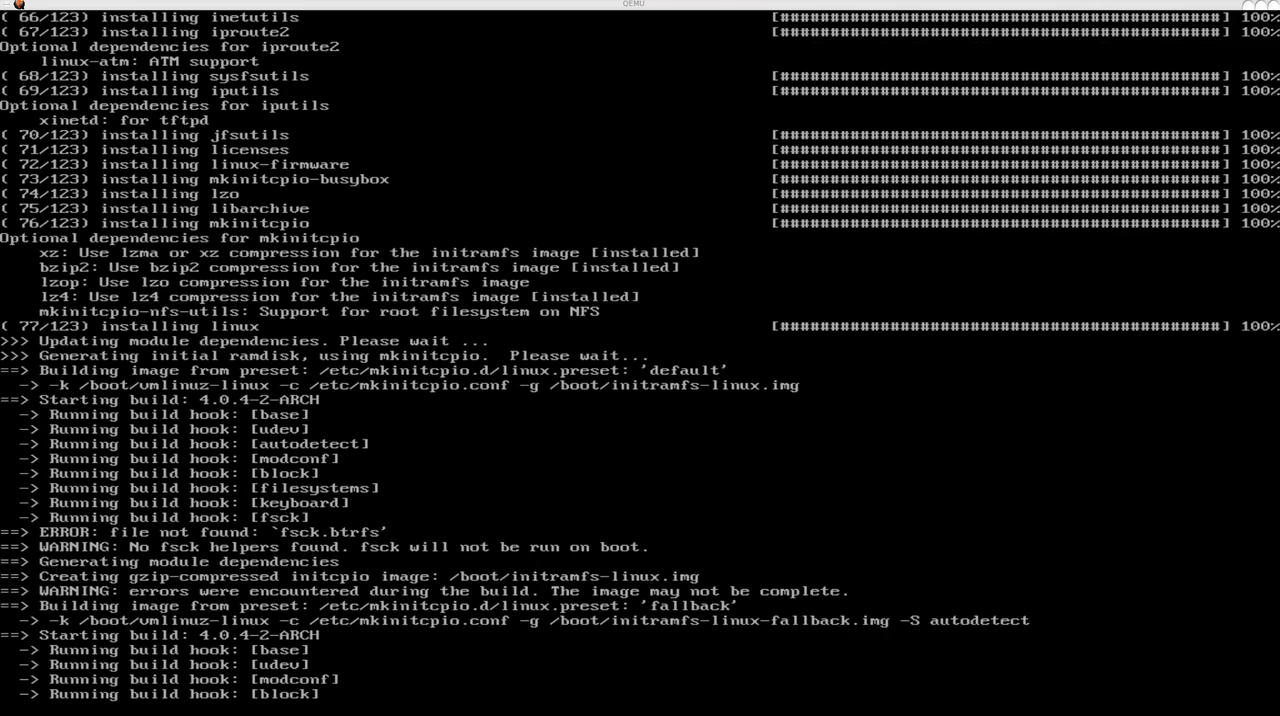 QEMU
( 66/123) installing inetutils [############################################] 100%
( 67/123) installing iproute2 [############################################] 100%
Optional dependencies for iproute2
linux-atm: ATM support
( 68/123) installing sysfsutils [############################################] 100%
( 69/123) installing iputils [############################################] 100%
Optional dependencies for iputils
xinetd: for tftpd
( 70/123) installing jfsutils [############################################] 100%
( 71/123) installing licenses [############################################] 100%
( 72/123) installing linux-firmware [############################################] 100%
( 73/123) installing mkinitcpio-busybox [############################################] 100%
( 74/123) installing lzo [############################################] 100%
( 75/123) installing libarchive [############################################] 100%
( 76/123) installing mkinitcpio [############################################] 100%
Optional dependencies for mkinitcpio
xz: Use lzma or xz compression for the initramfs image [installed]
bzip2: Use bzip2 compression for the initramfs image [installed]
lzop: Use lzo compression for the initramfs image
lz4: Use lz4 compression for the initramfs image [installed]
mkinitcpio-nfs-utils: Support for root filesystem on NFS
( 77/123) installing linux [############################################] 100%
>>> Updating module dependencies. Please wait ...
>>> Generating initial ramdisk, using mkinitcpio.  Please wait...
==> Building image from preset: /etc/mkinitcpio.d/linux.preset: 'default'
-> -k /boot/vmlinuz-linux -c /etc/mkinitcpio.conf -g /boot/initramfs-linux.img
==> Starting build: 4.0.4-2-ARCH
-> Running build hook: [base]
-> Running build hook: [udev]
-> Running build hook: [autodetect]
-> Running build hook: [modconf]
-> Running build hook: [block]
-> Running build hook: [filesystems]
-> Running build hook: [keyboard]
-> Running build hook: [fsck]
==> ERROR: file not found: `fsck.btrfs'
==> WARNING: No fsck helpers found. fsck will not be run on boot.
==> Generating module dependencies
==> Creating gzip-compressed initcpio image: /boot/initramfs-linux.img
==> WARNING: errors were encountered during the build. The image may not be complete.
==> Building image from preset: /etc/mkinitcpio.d/linux.preset: 'fallback'
-> -k /boot/vmlinuz-linux -c /etc/mkinitcpio.conf -g /boot/initramfs-linux-fallback.img -S autodetect
==> Starting build: 4.0.4-2-ARCH
-> Running build hook: [base]
-> Running build hook: [udev]
-> Running build hook: [modconf]
-> Running build hook: [block]